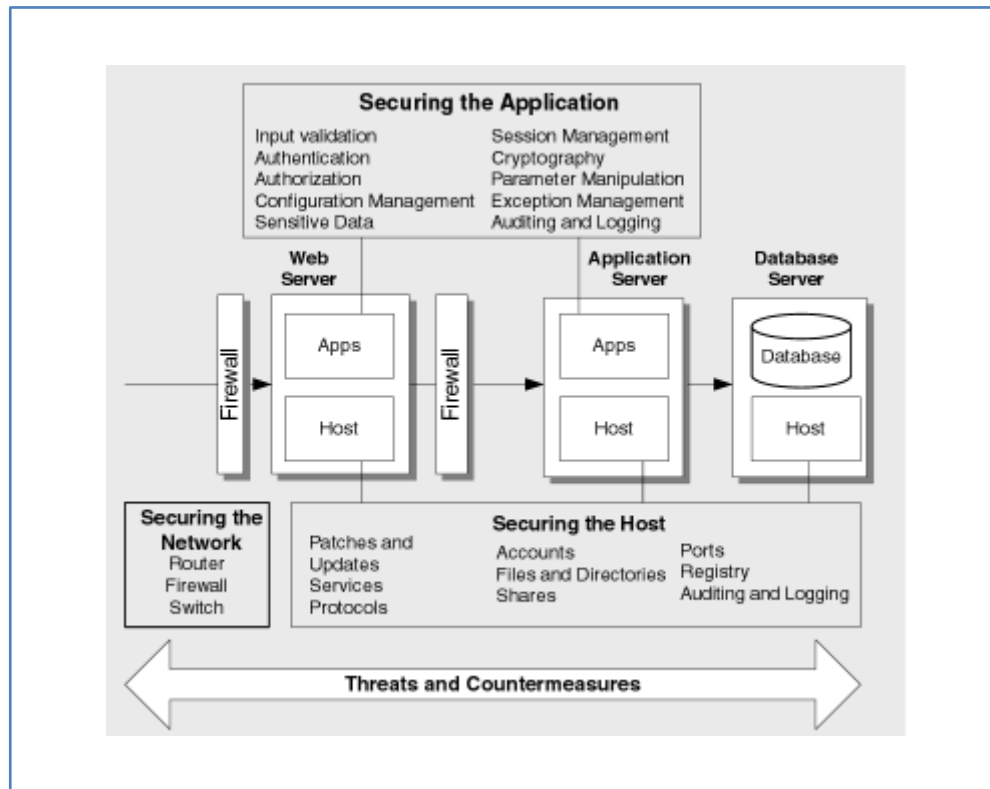 Securing the Application
Input validation
Authentication
Authorization
Configuration Management
Sensitive Data
Session Management
Cryptography
Parameter Manipulation
Exception Management
Auditing and Logging
Web
Server
Application
Server
Database
Server
Firewall
Apps
Host
Firewall
Apps
Host
Database
Host
Securing the
Network
Router
Firewall
Switch
Securing the Host
Patches and
Updates
Services
Protocols
Accounts
Files and Directories
Shares
Ports
Registry
Auditing and Logging
Threats and Countermeasures